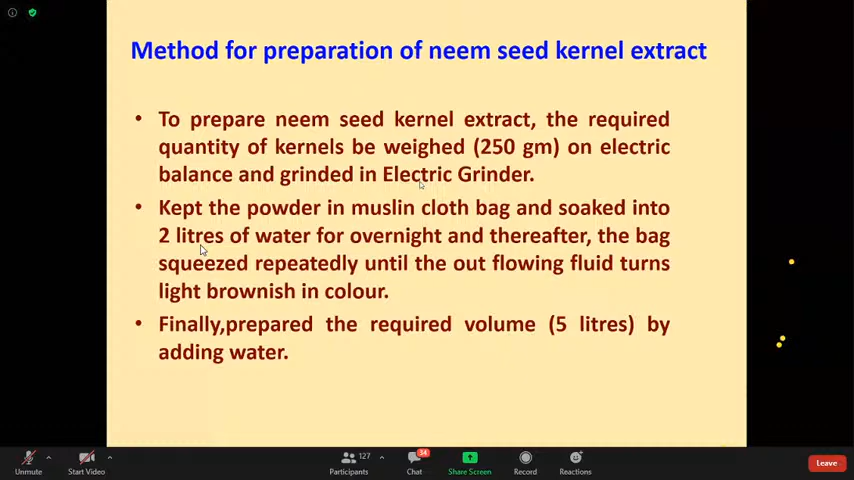 Method for preparation of neem seed kernel extract
• To prepare neem seed kernel extract, the required
quantity of kernels be weighed (250 gm) on electric
balance and grinded in Electric Grinder.
• Kept the powder in muslin cloth bag and soaked into
2 litres of water for overnight and thereafter, the bag
squeezed repeatedly until the out flowing fluid turns
light brownish in colour.
• Finally,prepared the required volume (5 litres) by
adding water.
Unmute
Start Video
127
Participants
34
Chat
Share Screen
Record
Reactions
Leave